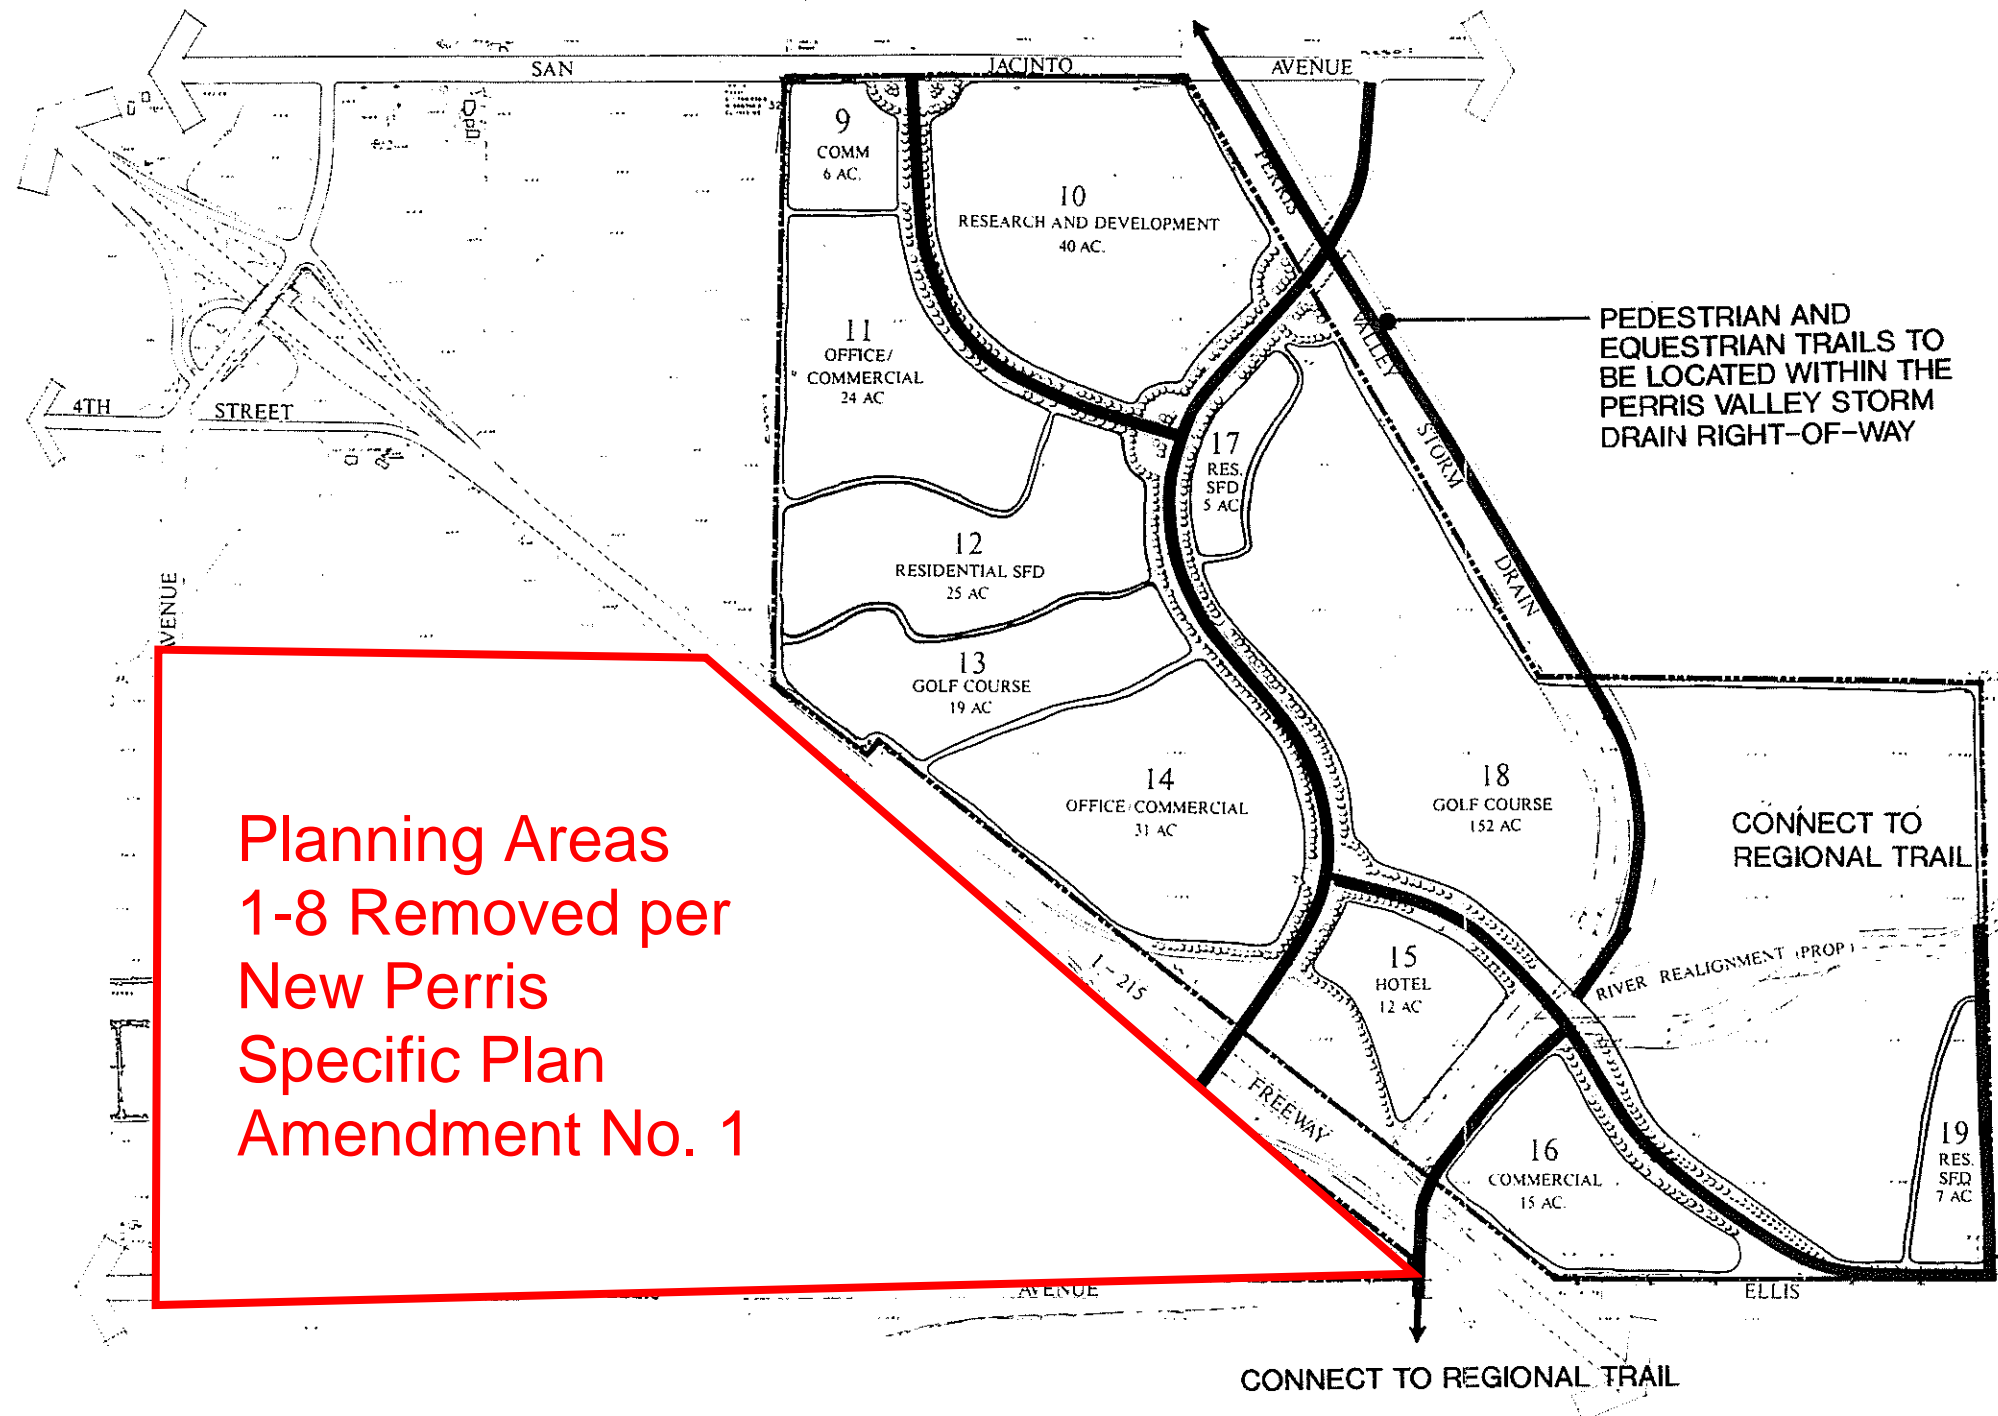 SAN JACINTO AVENUE
9
COMM
6 AC.
10
RESEARCH AND DEVELOPMENT
40 AC.
PERRIS VALLEY STORM DRAIN
11
OFFICE/
COMMERCIAL
24 AC
PEDESTRIAN AND
EQUESTRIAN TRAILS TO
BE LOCATED WITHIN THE
PERRIS VALLEY STORM
DRAIN RIGHT-OF-WAY
4TH STREET
17
RES.
SFD
5 AC
12
RESIDENTIAL SFD
25 AC
AVENUE
13
GOLF COURSE
19 AC
14
OFFICE/COMMERCIAL
31 AC
18
GOLF COURSE
152 AC
CONNECT TO
REGIONAL TRAIL
Planning Areas
1-8 Removed per
New Perris
Specific Plan
Amendment No. 1
I-215 FREEWAY
15
HOTEL
12 AC
RIVER REALIGNMENT (PROP)
16
COMMERCIAL
15 AC.
19
RES.
SFD
7 AC
AVENUE
ELLIS
CONNECT TO REGIONAL TRAIL